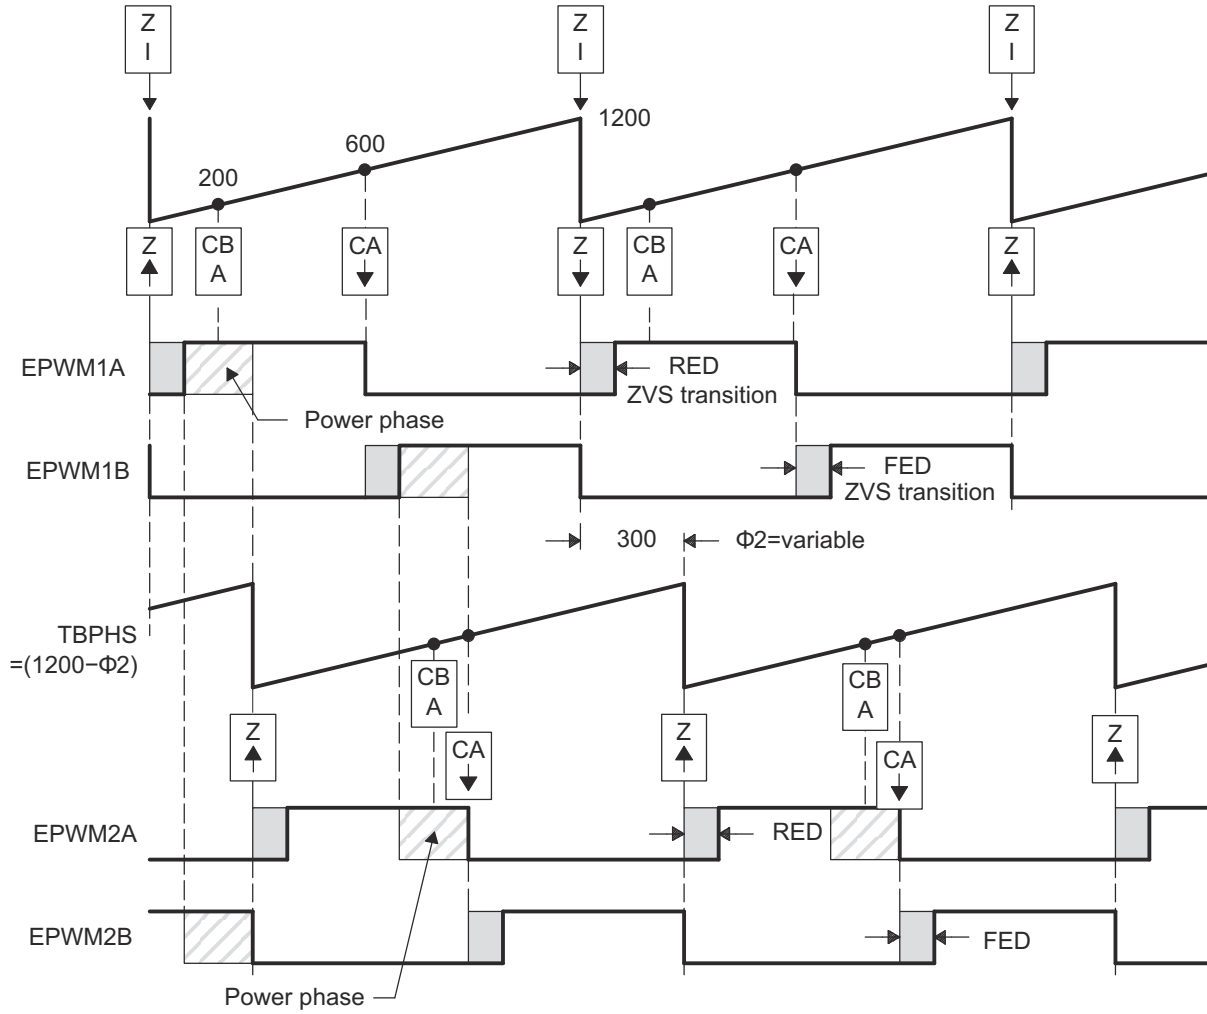 Z
I
Z
I
Z
I
1200
600
200
Z
CB
A
CA
Z
CB
A
CA
Z
EPWM1A
RED
ZVS transition
Power phase
EPWM1B
FED
ZVS transition
300
Φ2=variable
TBPHS
=(1200−Φ2)
CB
A
CB
A
Z
CA
Z
CA
Z
EPWM2A
RED
EPWM2B
FED
Power phase